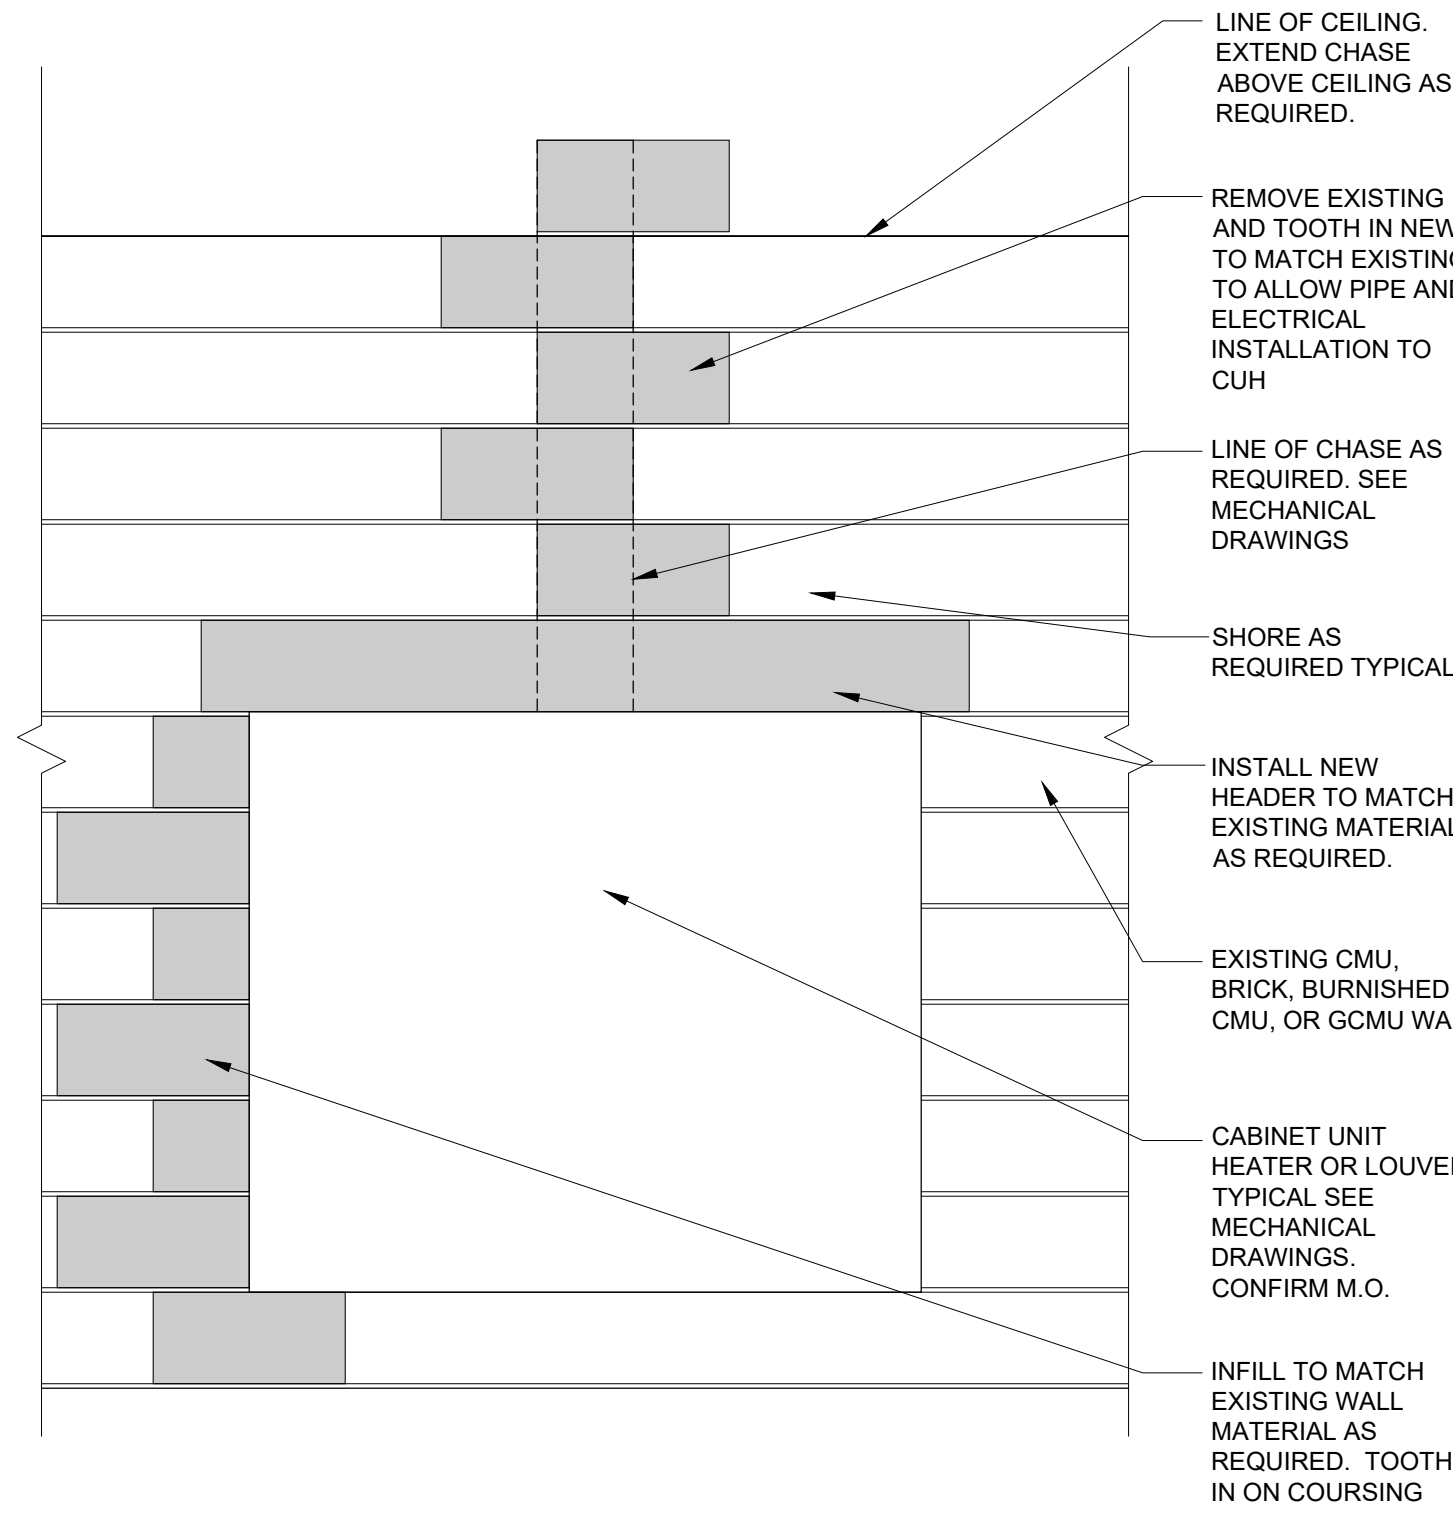 LINE OF CEILING.
EXTEND CHASE
ABOVE CEILING AS
REQUIRED.
REMOVE EXISTING
AND TOOTH IN NEW
TO MATCH EXISTING
TO ALLOW PIPE AND
ELECTRICAL
INSTALLATION TO
CUH
LINE OF CHASE AS
REQUIRED. SEE
MECHANICAL
DRAWINGS
SHORE AS
REQUIRED TYPICAL
INSTALL NEW
HEADER TO MATCH
EXISTING MATERIAL
AS REQUIRED.
EXISTING CMU,
BRICK, BURNISHED
CMU, OR GCMU WA
CABINET UNIT
HEATER OR LOUVER
TYPICAL SEE
MECHANICAL
DRAWINGS.
CONFIRM M.O.
INFILL TO MATCH
EXISTING WALL
MATERIAL AS
REQUIRED.  TOOTH
IN ON COURSING